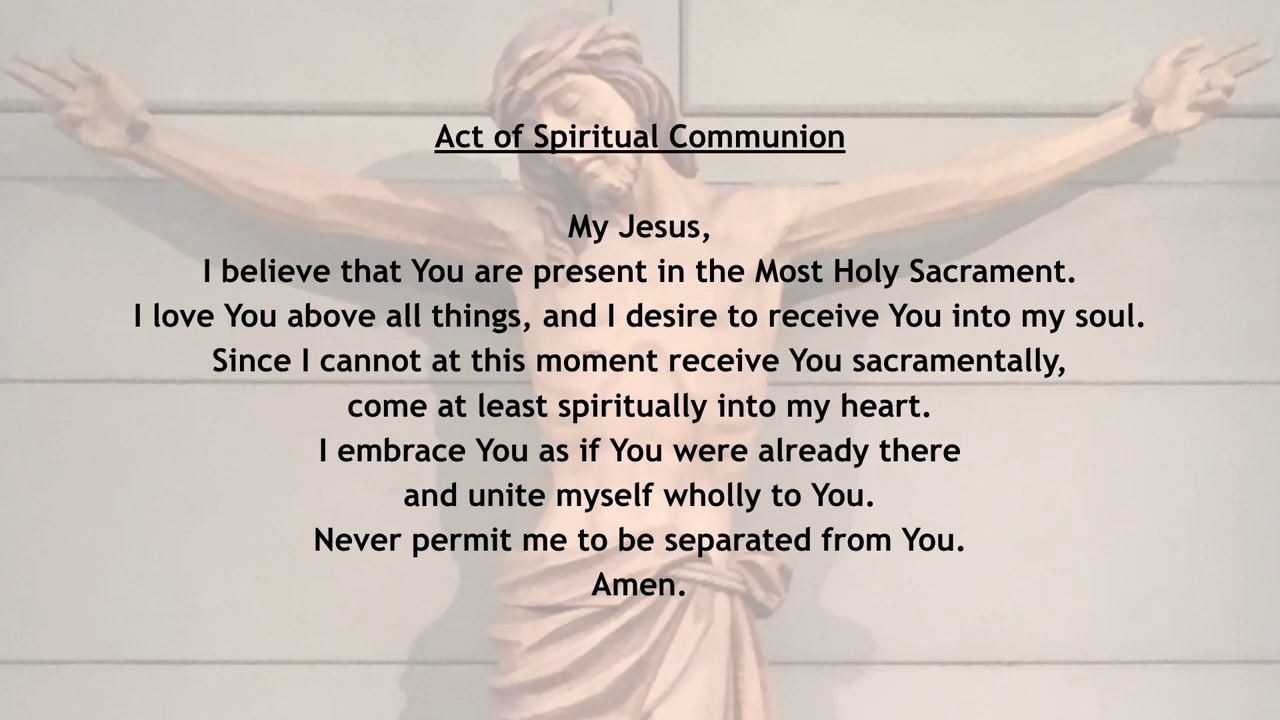 Act of Spiritual Communion
My Jesus,
I believe that You are present in the Most Holy Sacrament.
I love You above all things, and I desire to receive You into my soul.
Since I cannot at this moment receive You sacramentally,
come at least spiritually into my heart.
I embrace You as if You were already there
and unite myself wholly to You.
Never permit me to be separated from You.
Amen.